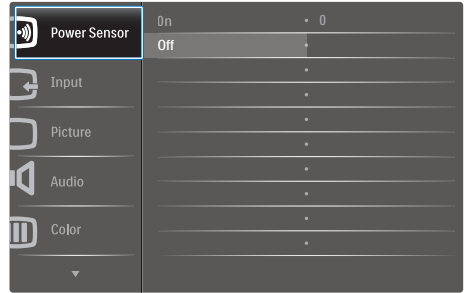 Power Sensor
On • 0
Off •
Input
Picture
Audio
Color